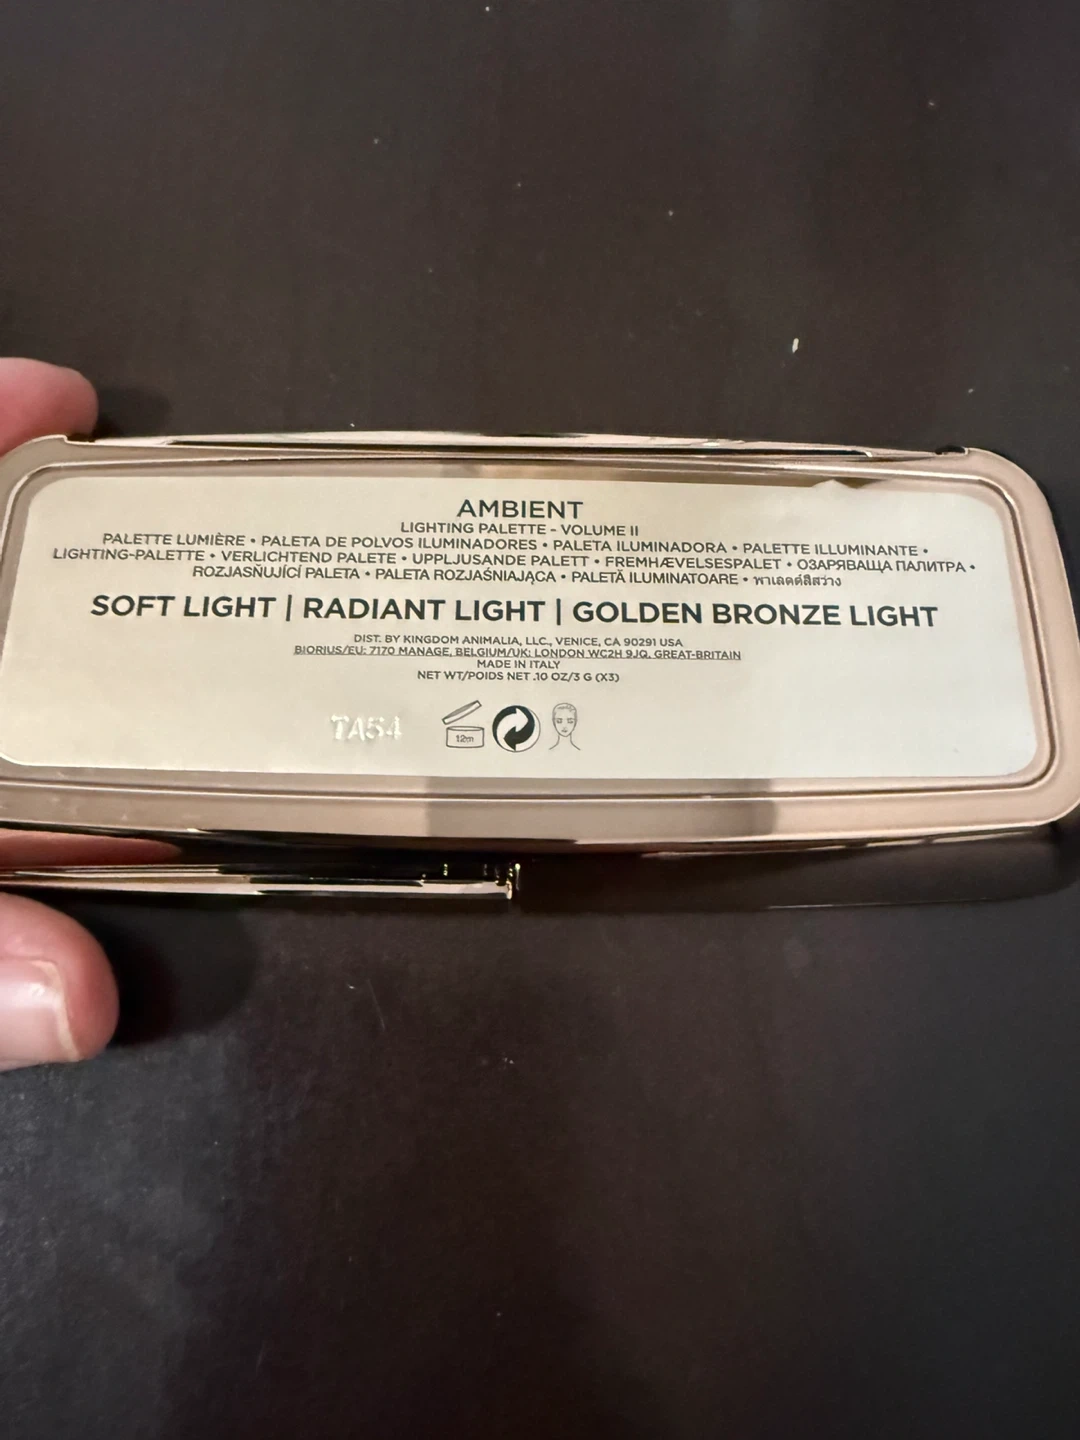 AMBIENT
LIGHTING PALETTE - VOLUME II
PALETTE LUMIÈRE • PALETA DE POLVOS ILUMINADORES • PALETA ILUMINADORA • PALETTE ILLUMINANTE •
LIGHTING-PALETTE • VERLICHTEND PALETE • UPPLJUSANDE PALETT • FREMHÆVELSESPALET • ОЗАРЯВАЩА ПАЛИТРА •
ROZJASŇUJÍCÍ PALETA • PALETA ROZJAŚNIAJĄCA • PALETĂ ILUMINATOARE • พาเลตต์สีสว่าง
SOFT LIGHT | RADIANT LIGHT | GOLDEN BRONZE LIGHT
DIST. BY KINGDOM ANIMALIA, LLC., VENICE, CA 90291 USA
BIORIUS/EU: 7170 MANAGE, BELGIUM/UK: LONDON WC2H 9JQ, GREAT-BRITAIN
MADE IN ITALY
NET WT/POIDS NET .10 OZ/3 G (X3)
TA54
12m